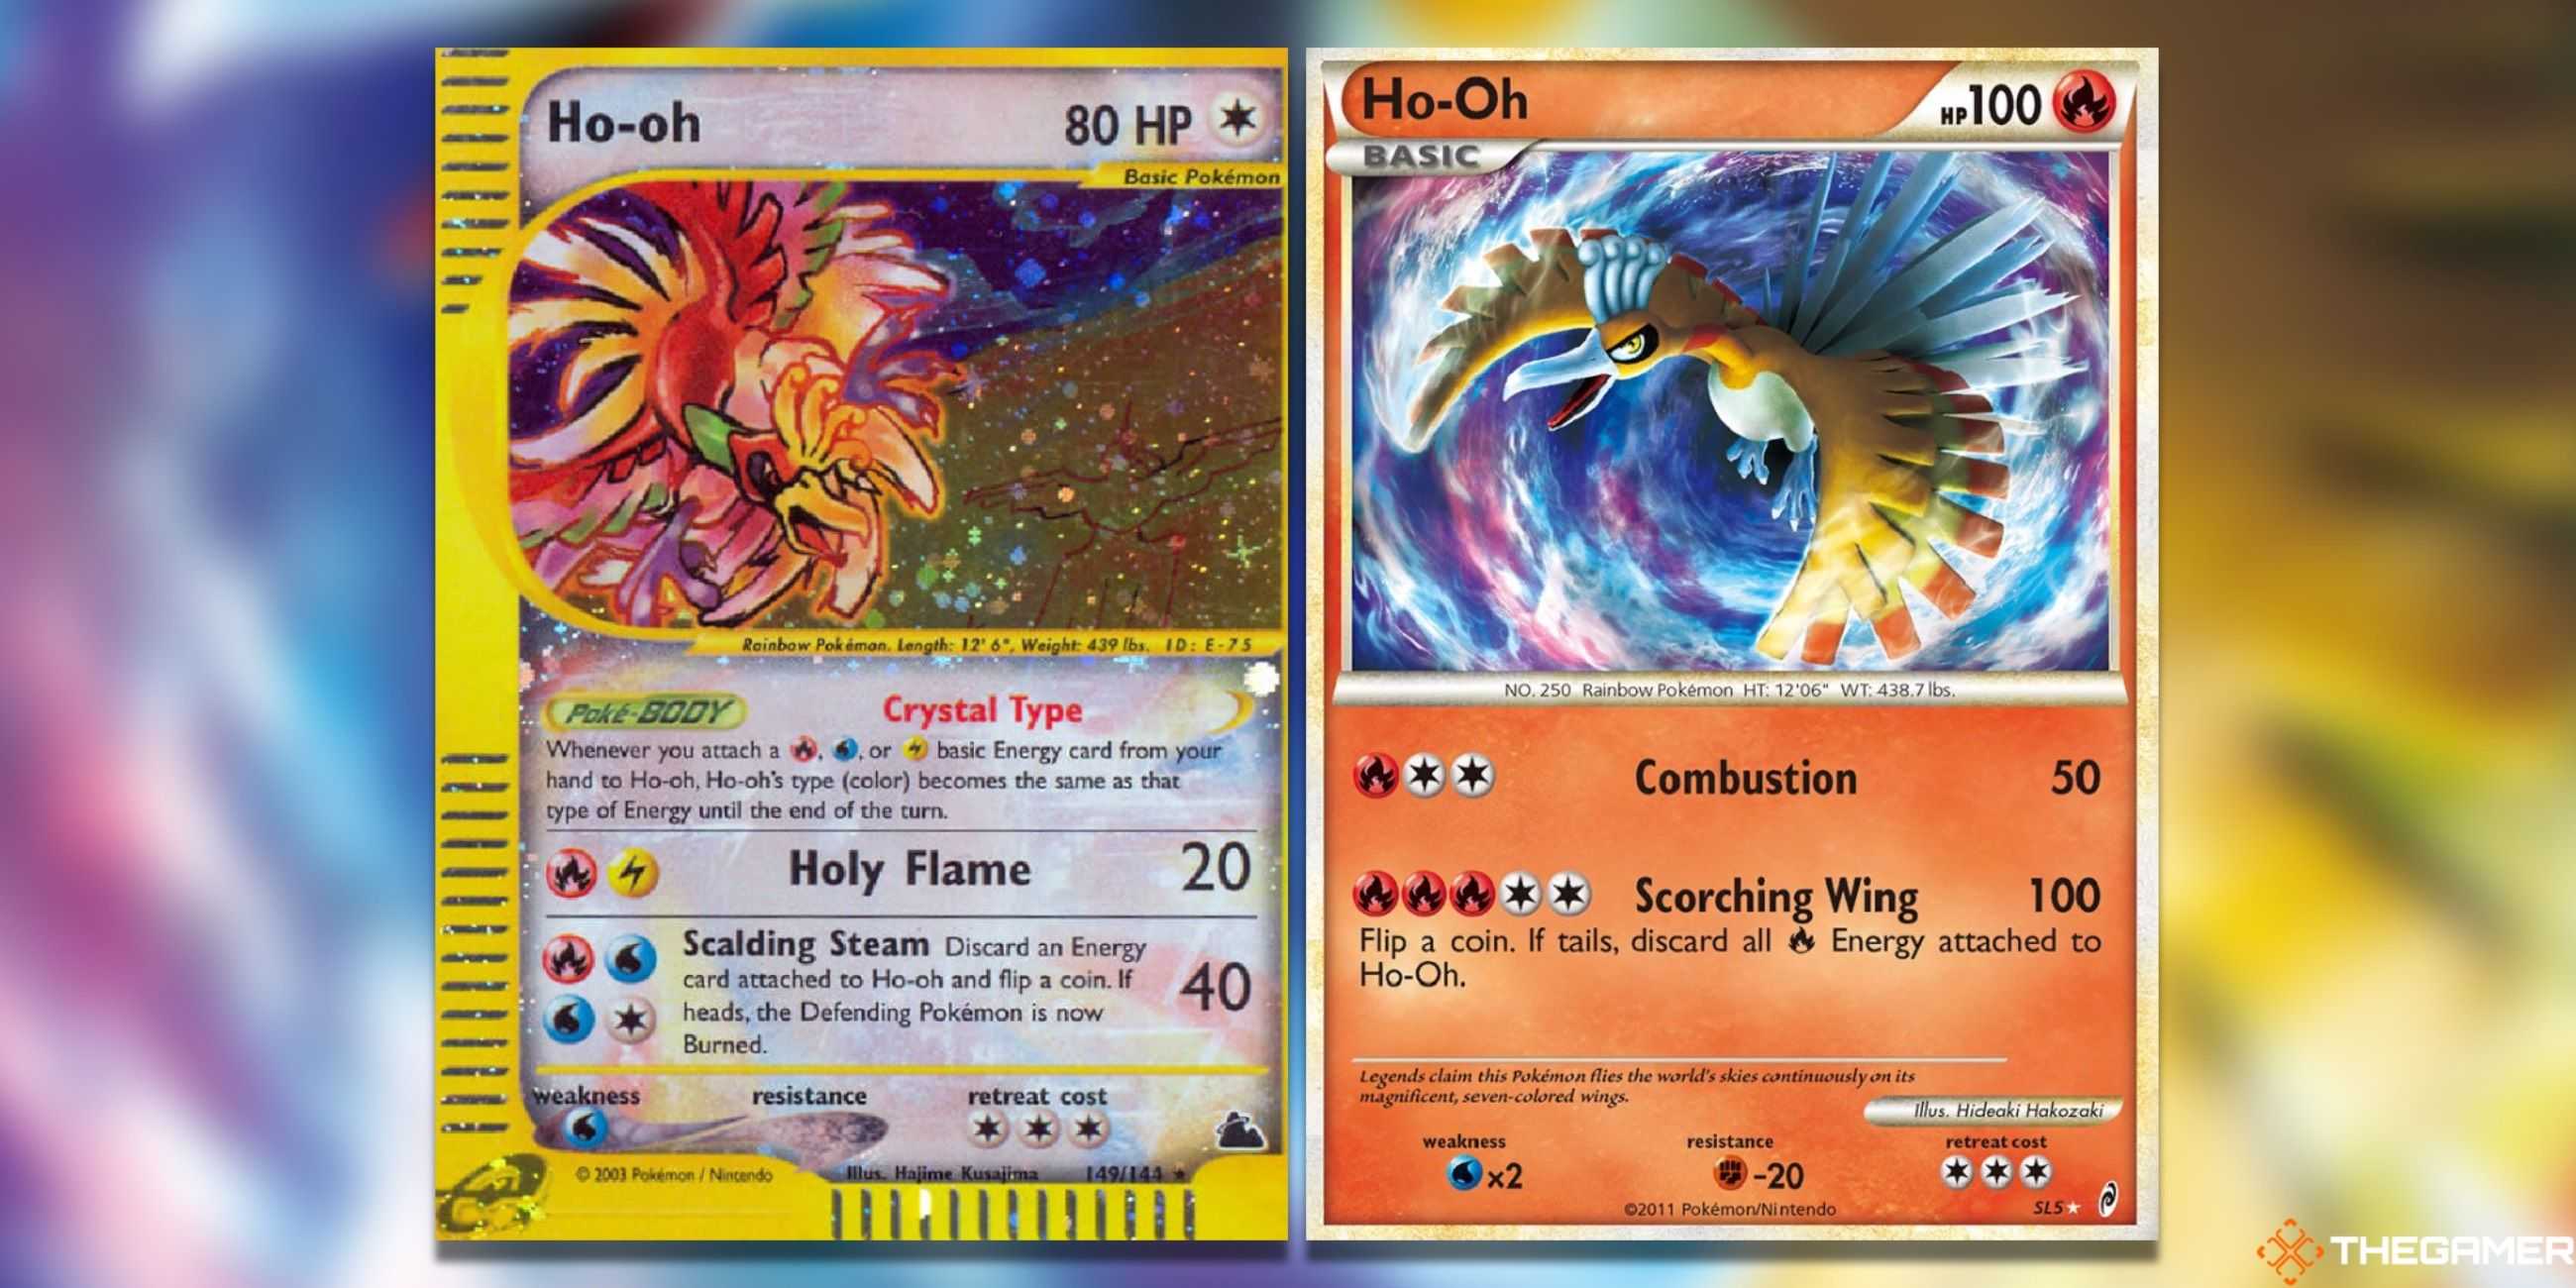 Ho-oh
80 HP
Basic Pokémon
Rainbow Pokémon. Length: 12' 6", Weight: 439 lbs. ID: E-75
Poké-BODY
Crystal Type
Whenever you attach a , , or basic Energy card from your
hand to Ho-oh, Ho-oh's type (color) becomes the same as that
type of Energy until the end of the turn.
Holy Flame 20
Scalding Steam Discard an Energy
card attached to Ho-oh and flip a coin. If
heads, the Defending Pokémon is now
Burned.
40
weakness resistance retreat cost
© 2003 Pokémon / Nintendo Illus. Hajime Kusajima 149/144 ★
Ho-Oh
HP100
BASIC
NO. 250 Rainbow Pokémon HT: 12'06" WT: 438.7 lbs.
Combustion 50
Scorching Wing 100
Flip a coin. If tails, discard all Energy attached to
Ho-Oh.
Legends claim this Pokémon flies the world's skies continuously on its
magnificent, seven-colored wings.
Illus. Hideaki Hakozaki
weakness resistance retreat cost
×2 -20
©2011 Pokémon/Nintendo
SL5★
THEGAMER